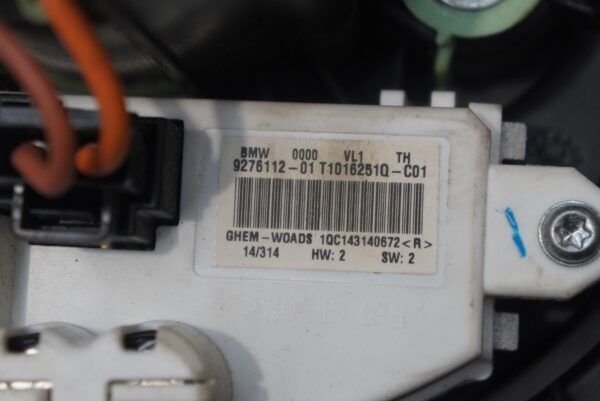 BMW 0000 VL1 TH
9276112-01 T1016251Q-C01
GHEM-WOADS 1QC143140672<R>
14/314 HW: 2 SW: 2